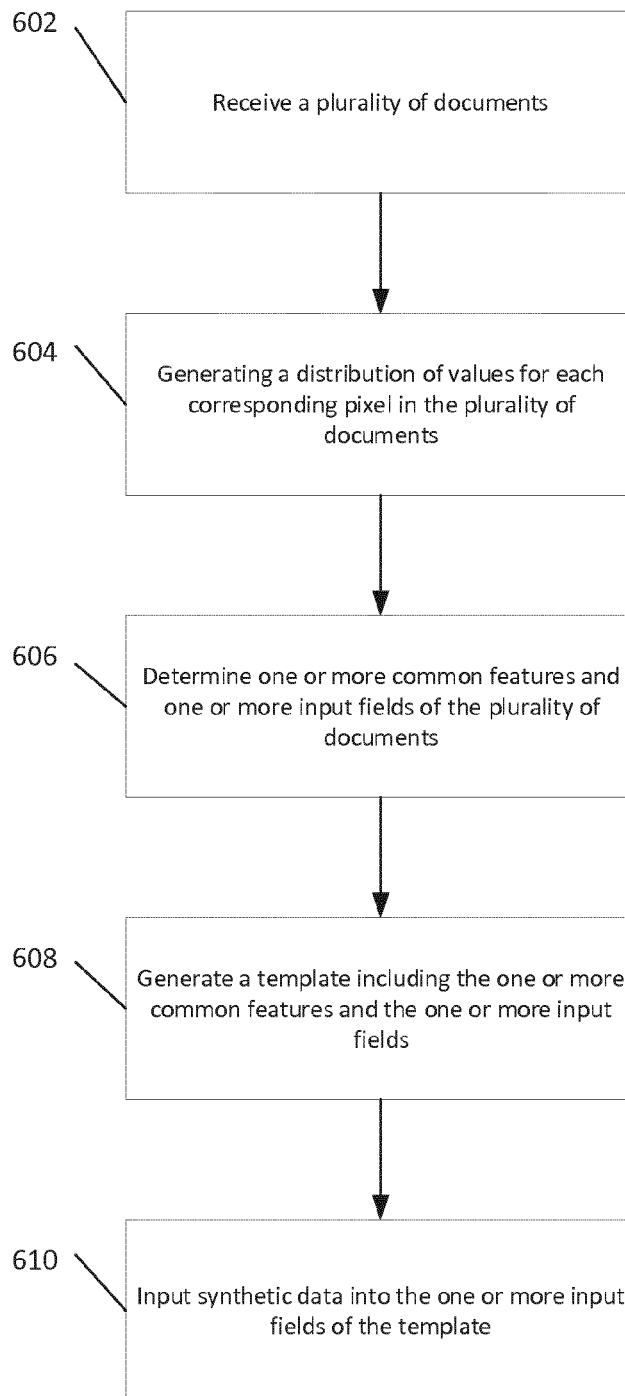 602
Receive a plurality of documents
604
Generating a distribution of values for each
corresponding pixel in the plurality of
documents
606
Determine one or more common features and
one or more input fields of the plurality of
documents
608
Generate a template including the one or more
common features and the one or more input
fields
610
Input synthetic data into the one or more input
fields of the template